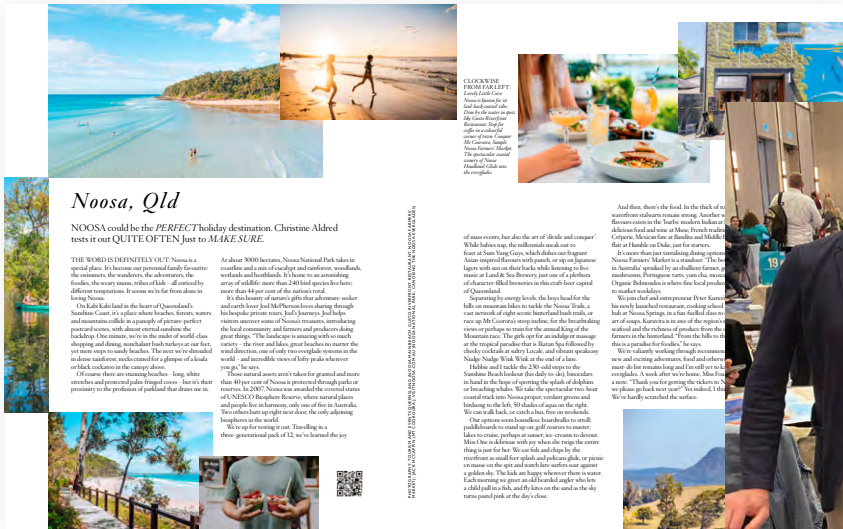 Noosa, Qld
NOOSA could be the PERFECT holiday destination. Christine Aldred
tests it out QUITE OFTEN Just to MAKE SURE.
THE WORD IS DEFINITELY OUT: Noosa is a
special place. It's become our perennial family favourite:
the swimmers, the wanderers, the adventurers, the
foodies, the weary mums, tribes of kids – all enticed by
different temptations. It seems we're far from alone in
loving Noosa.
On Kabi Kabi land in the heart of Queensland's
Sunshine Coast, it's a place where beaches, forests, waters
and mountains collide in a panoply of picture-perfect
postcard scenes, with almost eternal sunshine the
backdrop. One minute, we're in the midst of world-class
shopping and dining, nonchalant bush turkeys at our feet,
yet mere steps to sandy beaches. The next we're shrouded
in dense rainforest, necks craned for a glimpse of a koala
or black cockatoo in the canopy above.
Of course there are stunning beaches – long, white
stretches and protected palm-fringed coves – but it's their
proximity to the profusion of parkland that draws me in.
At about 3000 hectares, Noosa National Park takes in
coastline and a mix of eucalypt and rainforest, woodlands,
wetlands and heathlands. It's home to an astonishing
array of wildlife: more than 240 bird species live here;
more than 44 per cent of the nation's total.
It's this bounty of nature's gifts that adventure-seeker
and earth-lover Joel McPherson loves sharing through
his bespoke private tours, Joel's Journeys. Joel helps
visitors uncover some of Noosa's treasures, introducing
the local community and farmers and producers doing
great things. "The landscape is amazing with so much
variety – the river and lakes, great beaches no matter the
wind direction, one of only two everglade systems in the
world – and incredible views of lofty peaks wherever
you go," he says.
Those natural assets aren't taken for granted and more
than 40 per cent of Noosa is protected through parks or
reserves. In 2007, Noosa was awarded the coveted status
of UNESCO Biosphere Reserve, where natural places
and people live in harmony, only one of five in Australia.
Two others butt up right next door, the only adjoining
biospheres in the world.
We're up for testing it out. Travelling in a
three-generational pack of 12, we've learned the joy
CLOCKWISE
FROM FAR LEFT:
Lovely Little Cove;
Noosa is known for its
laid-back coastal vibe;
Dine by the water in spots
like Gusto Riverfront
Restaurant; Stop for
coffee in a colourful
corner of town; Conquer
Mt Cooroora; Sample
Noosa Farmers' Market;
The spectacular coastal
scenery of Noosa
Headland; Glide into
the everglades.
of mass events, but also the art of 'divide and conquer'.
While babies nap, the millennials sneak out to
feast at Sum Yung Guys, which dishes out fragrant
Asian-inspired flavours with punch, or sip on Japanese
lagers with sun on their backs while listening to live
music at Land & Sea Brewery, just one of a plethora
of character-filled breweries in this craft-beer capital
of Queensland.
Separating by energy levels, the boys head for the
hills on mountain bikes to tackle the Noosa Trails, a
vast network of eight scenic hinterland bush trails, or
race up Mt Cooroora's steep incline, for the breathtaking
views or perhaps to train for the annual King of the
Mountain race. The girls opt for an indulgent massage
at the tropical paradise that is Ikatan Spa followed by
cheeky cocktails at sultry Locale, and vibrant speakeasy
Nudge Nudge Wink Wink at the end of a lane.
Hubbie and I tackle the 230-odd steps to the
Sunshine Beach lookout (his daily to-do), binoculars
in hand in the hope of spotting the splash of dolphins
or breaching whales. We take the spectacular two-hour
coastal track into Noosa proper, verdant greens and
birdsong to the left, 50 shades of aqua on the right.
We can walk back, or catch a bus, free on weekends.
Our options seem boundless: boardwalks to stroll;
paddleboards to stand up on; golf courses to master;
lakes to cruise, perhaps at sunset; ice-creams to devour.
Miss One is delirious with joy when she twigs the entire
thing is just for her. We eat fish and chips by the
riverfront as small feet splash and pelicans glide, or picnic
en masse on the spit and watch kite surfers soar against
a golden sky. The kids are happy wherever there is water.
Each morning we greet an old bearded angler who lets
a child pull in a fish, and fly kites on the sand as the sky
turns pastel pink at the day's close.
And then, there's the food. In the thick of to
waterfront stalwarts remain strong. Another w
flavours exists in the 'burbs: modern Indian at
delicious food and wine at Muse, French traditi
Crêperie, Mexican fare at Bandita and Middle
flair at Humble on Duke, just for starters.
It's more than just tantalising dining options
Noosa Farmers' Market is a standout. "The be
in Australia" spruiked by an ebullient farmer,
mushrooms, Portuguese tarts, yum cha,
Organic Belmondos is where fine local produc
to market weekdays.
We join chef and entrepreneur Peter Kuruvi
his newly launched restaurant, cooking school
hub at Noosa Springs, in a fun-fuelled class to
art of soups. Kuruvita is in awe of the region's
seafood and the richness of produce from the
farmers in the hinterland. "From the hills to th
this is a paradise for foodies," he says.
We're valiantly working through recommen
new and exciting adventures, food and otherw
must-do list remains long and I'm still yet to k
everglades. A week after we're home, Miss Four
a note. "Thank you for getting the tickets to N
we please go back next year?" Yes indeed, I thi
We've hardly scratched the surface.
19